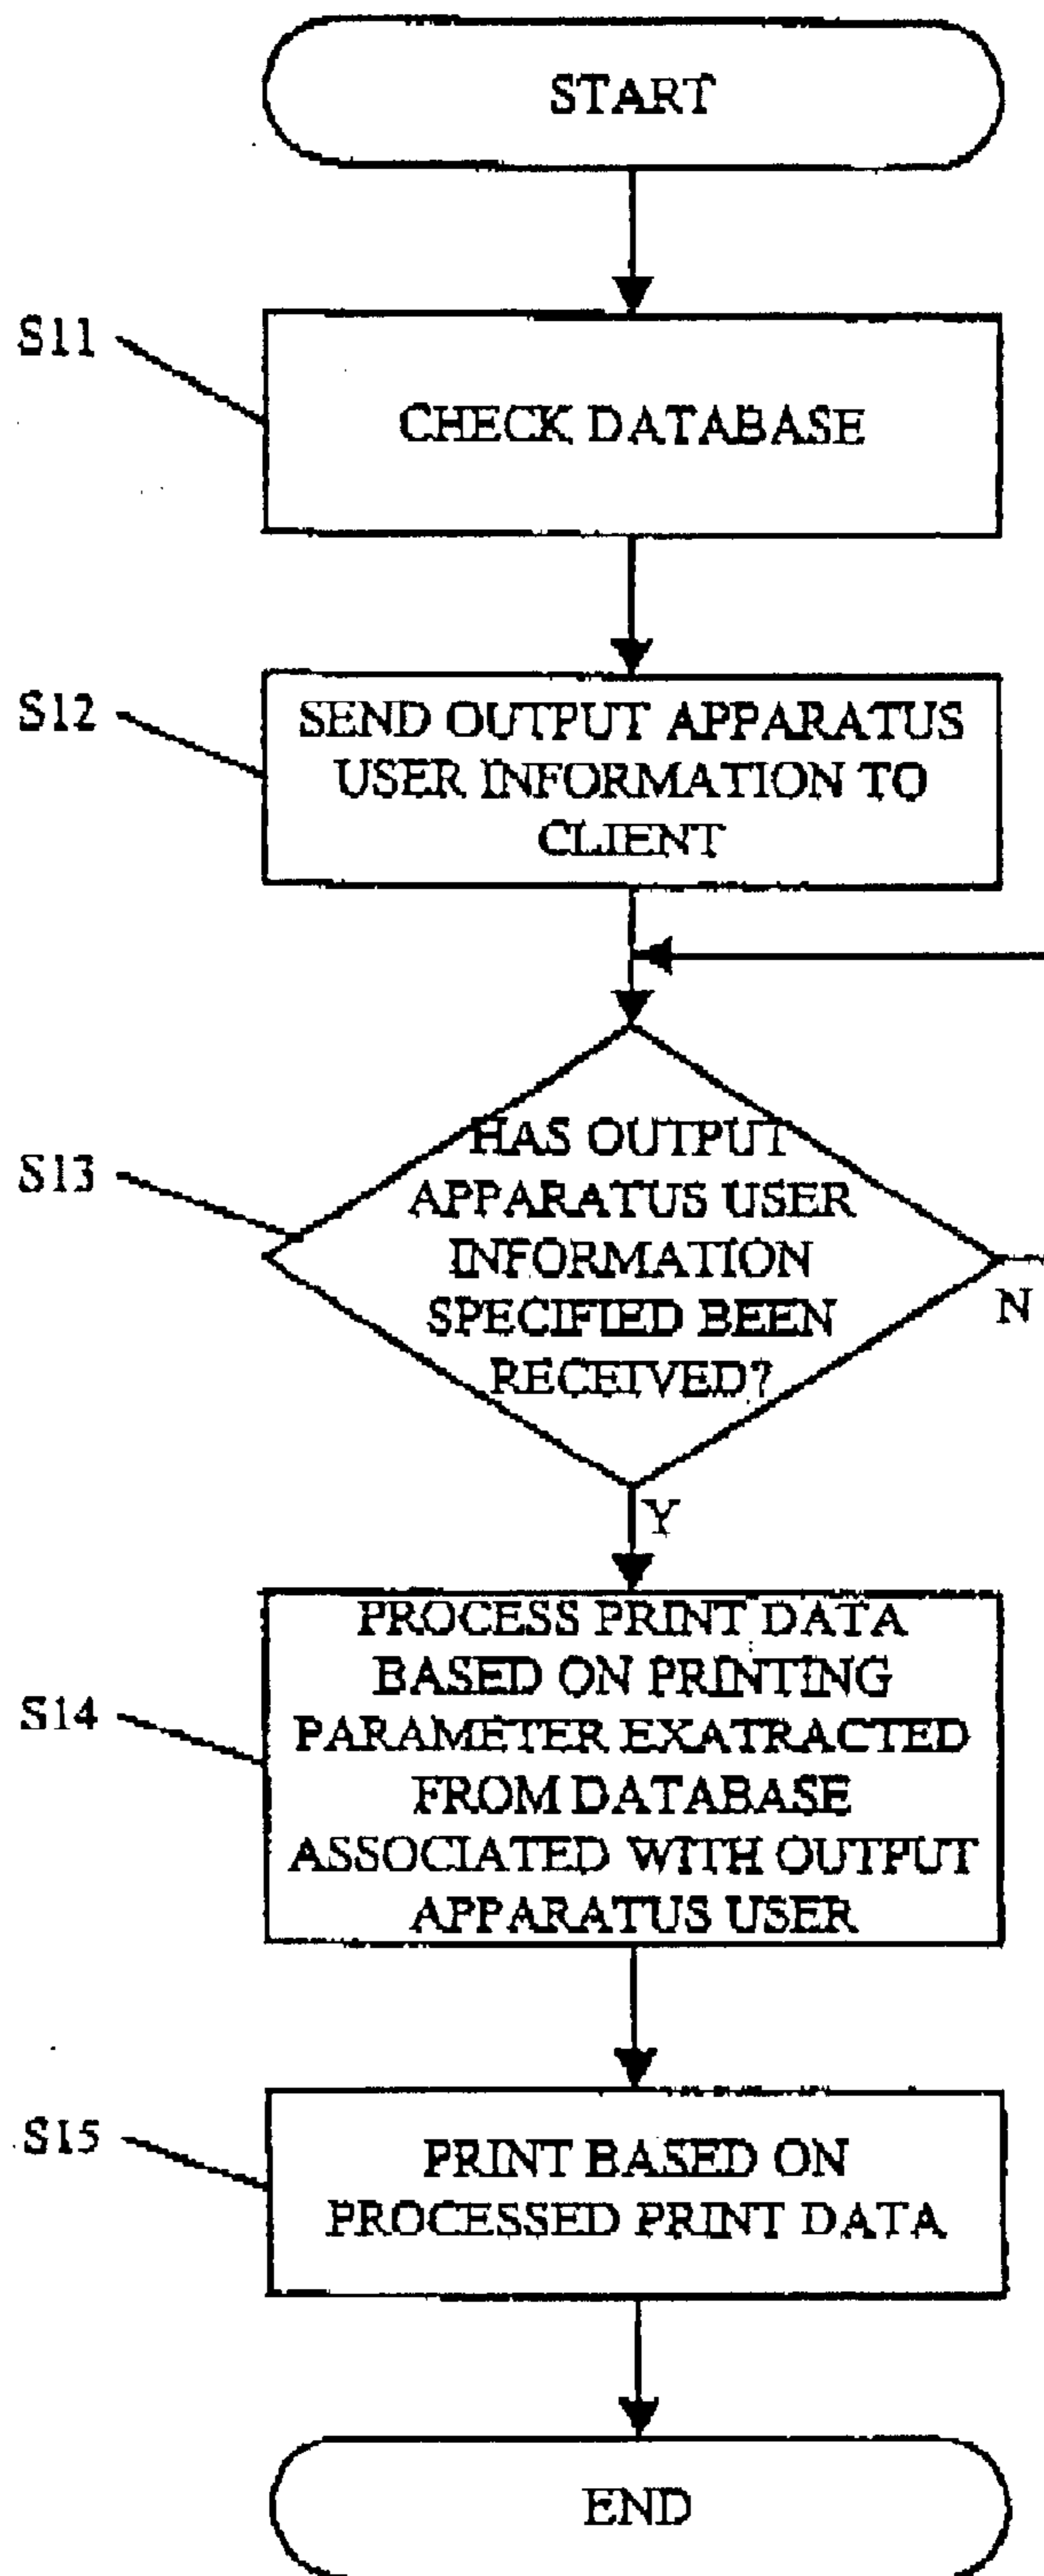 START
S11
CHECK DATABASE
S12
SEND OUTPUT APPARATUS
USER INFORMATION TO
CLIENT
S13
HAS OUTPUT
APPARATUS USER
INFORMATION
SPECIFIED BEEN
RECEIVED?
N
Y
S14
PROCESS PRINT DATA
BASED ON PRINTING
PARAMETER EXATRACTED
FROM DATABASE
ASSOCIATED WITH OUTPUT
APPARATUS USER
S15
PRINT BASED ON
PROCESSED PRINT DATA
END